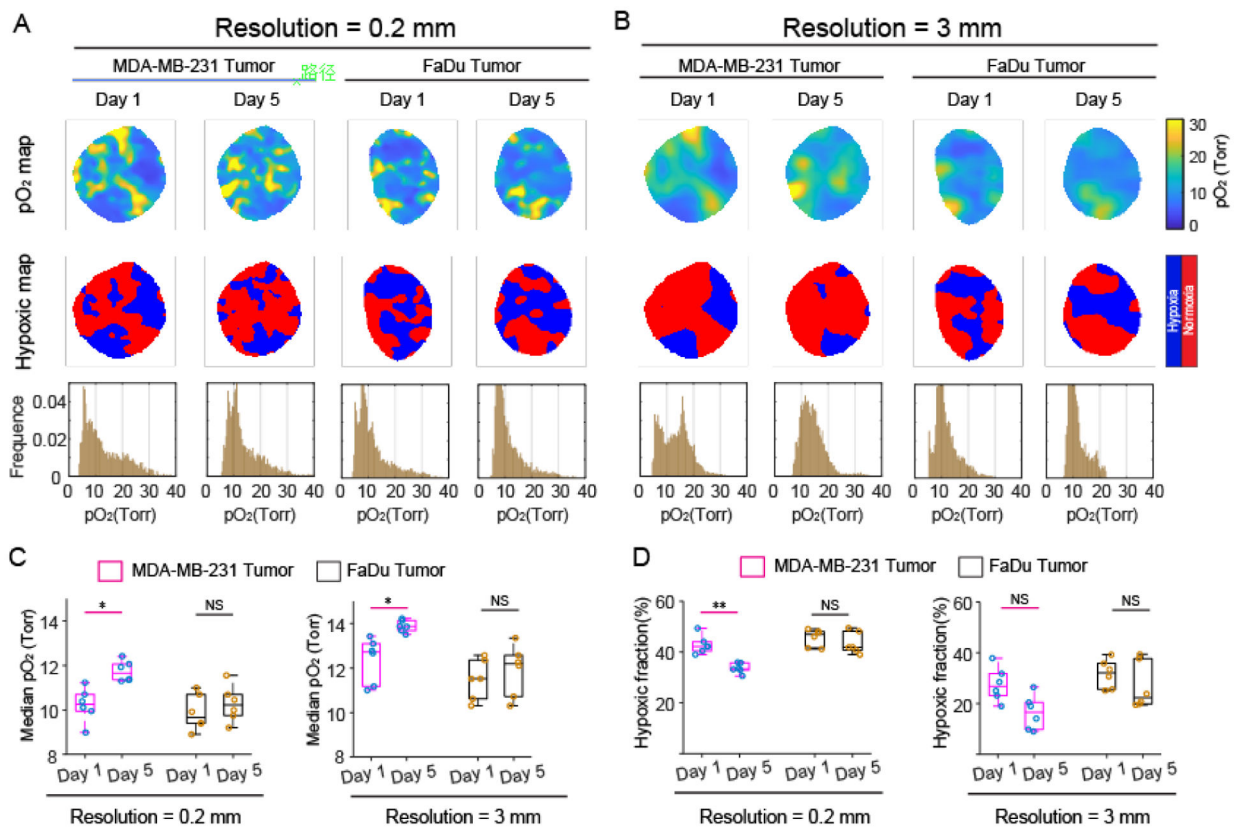 A
Resolution = 0.2 mm
MDA-MB-231 Tumor
路径
FaDu Tumor
Day 1
Day 5
Day 1
Day 5
B
Resolution = 3 mm
MDA-MB-231 Tumor
FaDu Tumor
Day 1
Day 5
Day 1
Day 5
pO₂ map
30
20
10
0
pO₂ (Torr)
Hypoxic map
Hypoxia
Normoxia
Frequence
0.04
0.02
0
0 10 20 30 40
0 10 20 30 40
0 10 20 30 40
0 10 20 30 40
0 10 20 30 40
0 10 20 30 40
0 10 20 30 40
0 10 20 30 40
pO₂(Torr)
pO₂(Torr)
pO₂(Torr)
pO₂(Torr)
pO₂(Torr)
pO₂(Torr)
pO₂(Torr)
pO₂(Torr)
C
MDA-MB-231 Tumor
FaDu Tumor
Median pO₂ (Torr)
14
12
10
8
*
NS
Day 1
Day 5
Day 1
Day 5
Resolution = 0.2 mm
Median pO₂ (Torr)
14
12
10
8
*
NS
Day 1
Day 5
Day 1
Day 5
Resolution = 3 mm
D
MDA-MB-231 Tumor
FaDu Tumor
Hypoxic fraction(%)
60
40
20
0
**
NS
Day 1
Day 5
Day 1
Day 5
Resolution = 0.2 mm
Hypoxic fraction(%)
60
40
20
0
NS
NS
Day 1
Day 5
Day 1
Day 5
Resolution = 3 mm